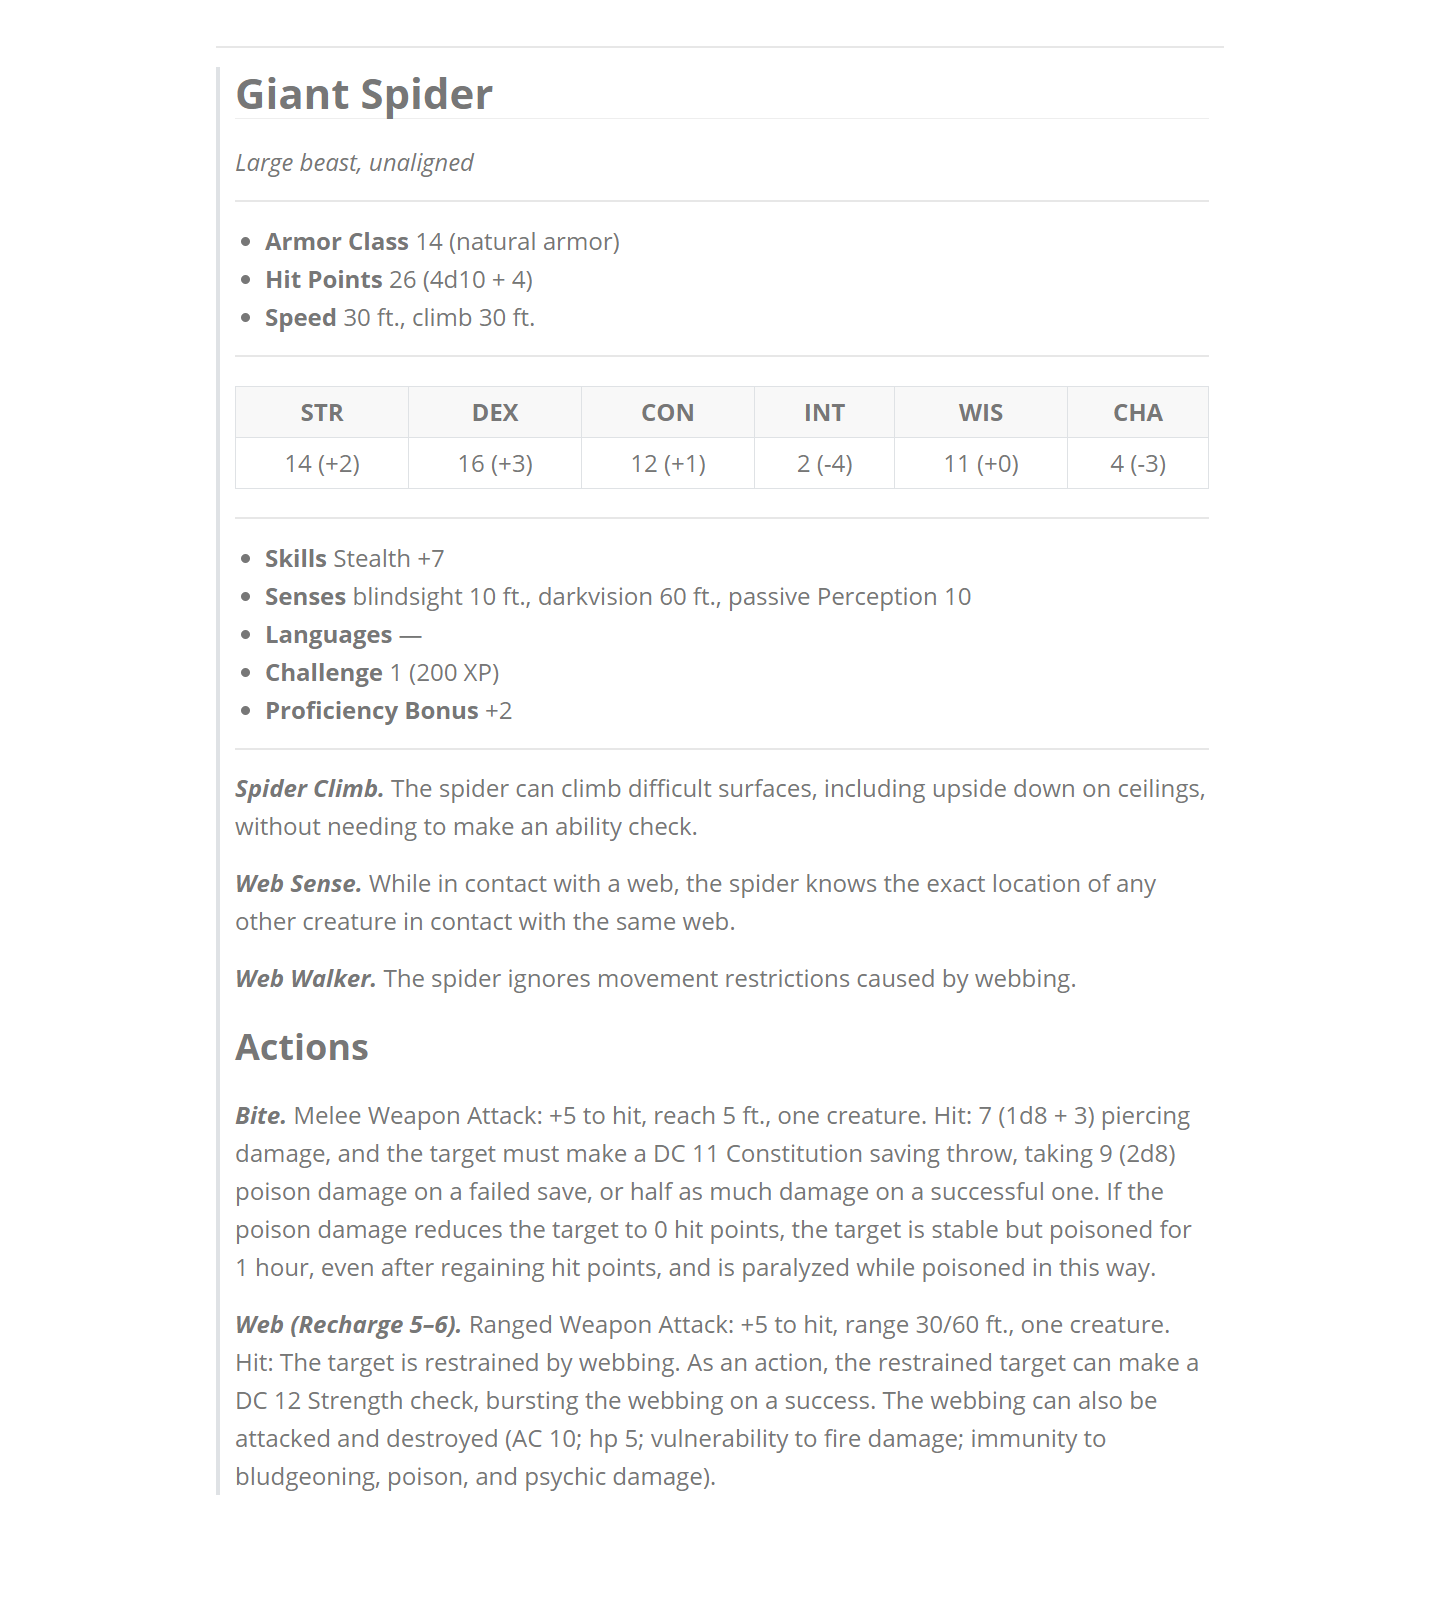 Giant Spider
Large beast, unaligned
• Armor Class 14 (natural armor)
• Hit Points 26 (4d10 + 4)
• Speed 30 ft., climb 30 ft.
STR DEX CON INT WIS CHA
14 (+2) 16 (+3) 12 (+1) 2 (-4) 11 (+0) 4 (-3)
• Skills Stealth +7
• Senses blindsight 10 ft., darkvision 60 ft., passive Perception 10
• Languages —
• Challenge 1 (200 XP)
• Proficiency Bonus +2
Spider Climb. The spider can climb difficult surfaces, including upside down on ceilings,
without needing to make an ability check.
Web Sense. While in contact with a web, the spider knows the exact location of any
other creature in contact with the same web.
Web Walker. The spider ignores movement restrictions caused by webbing.
Actions
Bite. Melee Weapon Attack: +5 to hit, reach 5 ft., one creature. Hit: 7 (1d8 + 3) piercing
damage, and the target must make a DC 11 Constitution saving throw, taking 9 (2d8)
poison damage on a failed save, or half as much damage on a successful one. If the
poison damage reduces the target to 0 hit points, the target is stable but poisoned for
1 hour, even after regaining hit points, and is paralyzed while poisoned in this way.
Web (Recharge 5–6). Ranged Weapon Attack: +5 to hit, range 30/60 ft., one creature.
Hit: The target is restrained by webbing. As an action, the restrained target can make a
DC 12 Strength check, bursting the webbing on a success. The webbing can also be
attacked and destroyed (AC 10; hp 5; vulnerability to fire damage; immunity to
bludgeoning, poison, and psychic damage).